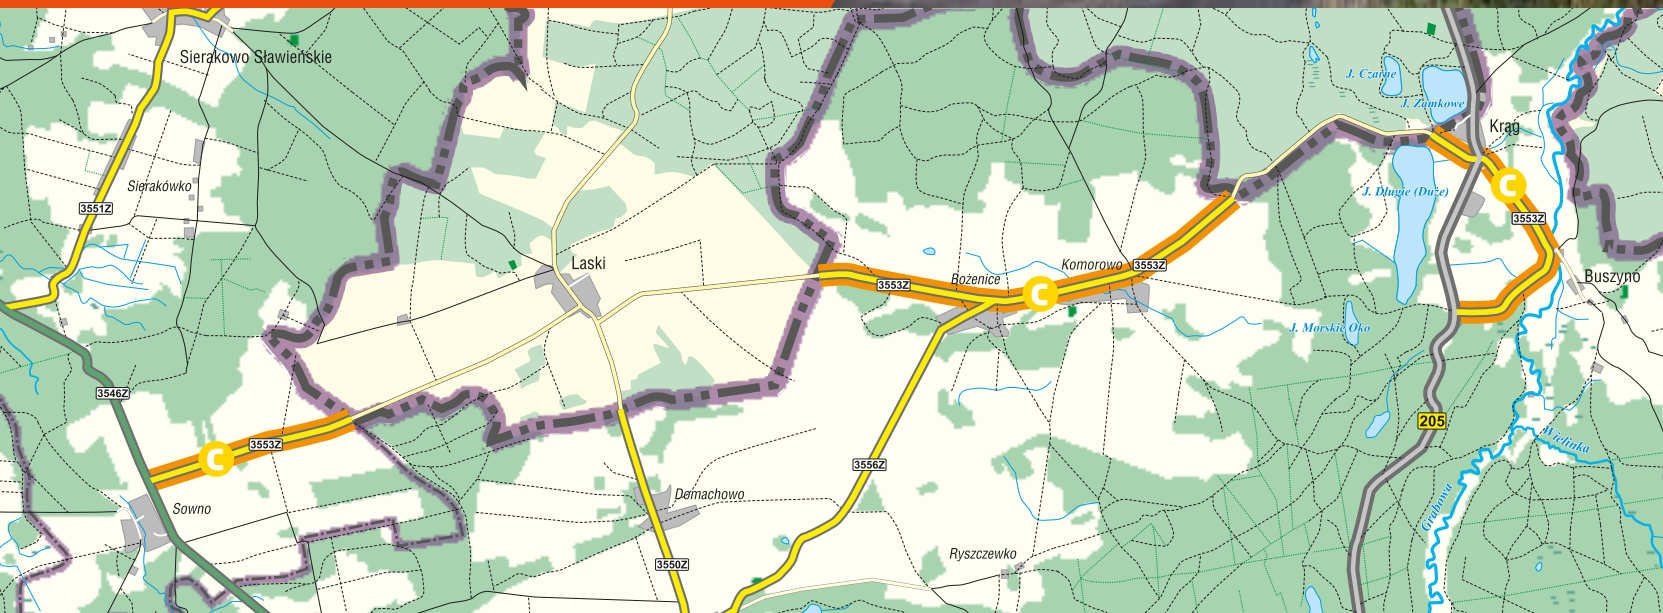 Sierakowo Sławieńskie
J. Czarne
J. Zamkowe
Krąg
Sierakówko
J. Długie (Duże)
C
3551Z
3553Z
Laski
Komorowo
3553Z
Bożenice
3553Z
C
Buszyno
J. Morskie Oko
3546Z
205
3553Z
C
Wielinka
3556Z
Domachowo
Sowno
Grabowa
Ryszczewko
3550Z